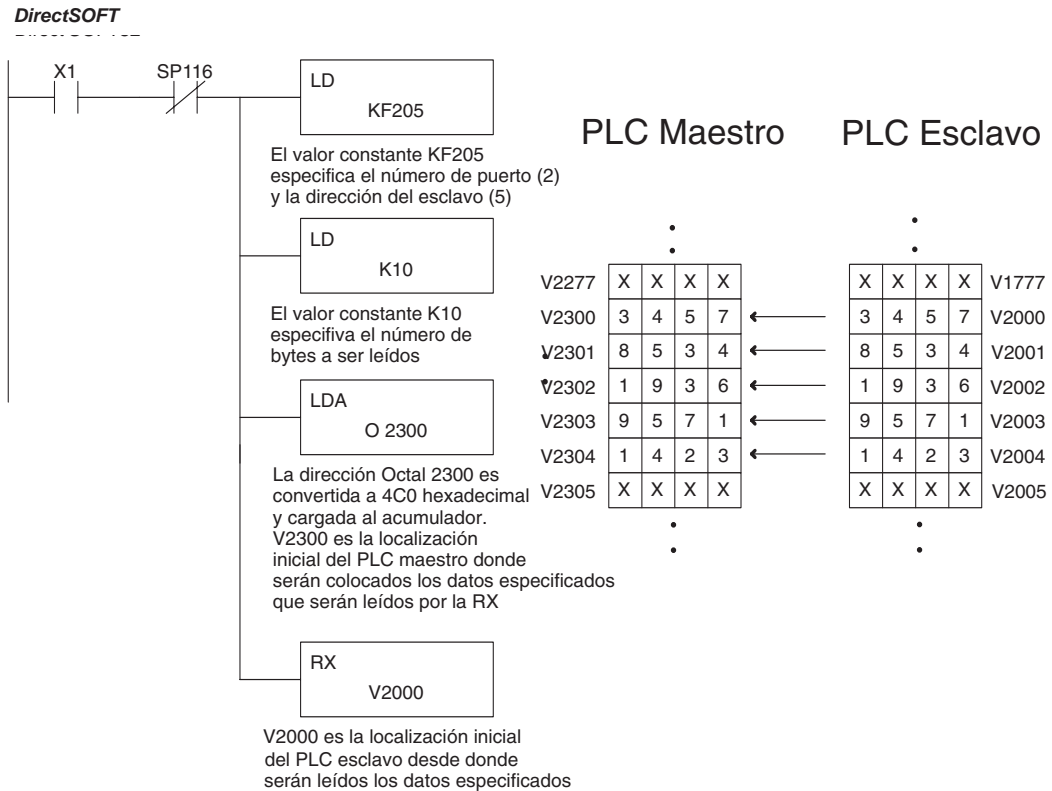 DirectSOFT
X1
SP116
LD
KF205
El valor constante KF205
especifica el número de puerto (2)
y la dirección del esclavo (5)
LD
K10
El valor constante K10
especifiva el número de
bytes a ser leídos
LDA
O 2300
La dirección Octal 2300 es
convertida a 4C0 hexadecimal
y cargada al acumulador.
V2300 es la localización
inicial del PLC maestro donde
serán colocados los datos especificados
que serán leídos por la RX
RX
V2000
V2000 es la localización inicial
del PLC esclavo desde donde
serán leídos los datos especificados
PLC Maestro PLC Esclavo
V2277 X X X X X X X X V1777
V2300 3 4 5 7 3 4 5 7 V2000
V2301 8 5 3 4 8 5 3 4 V2001
V2302 1 9 3 6 1 9 3 6 V2002
V2303 9 5 7 1 9 5 7 1 V2003
V2304 1 4 2 3 1 4 2 3 V2004
V2305 X X X X X X X X V2005